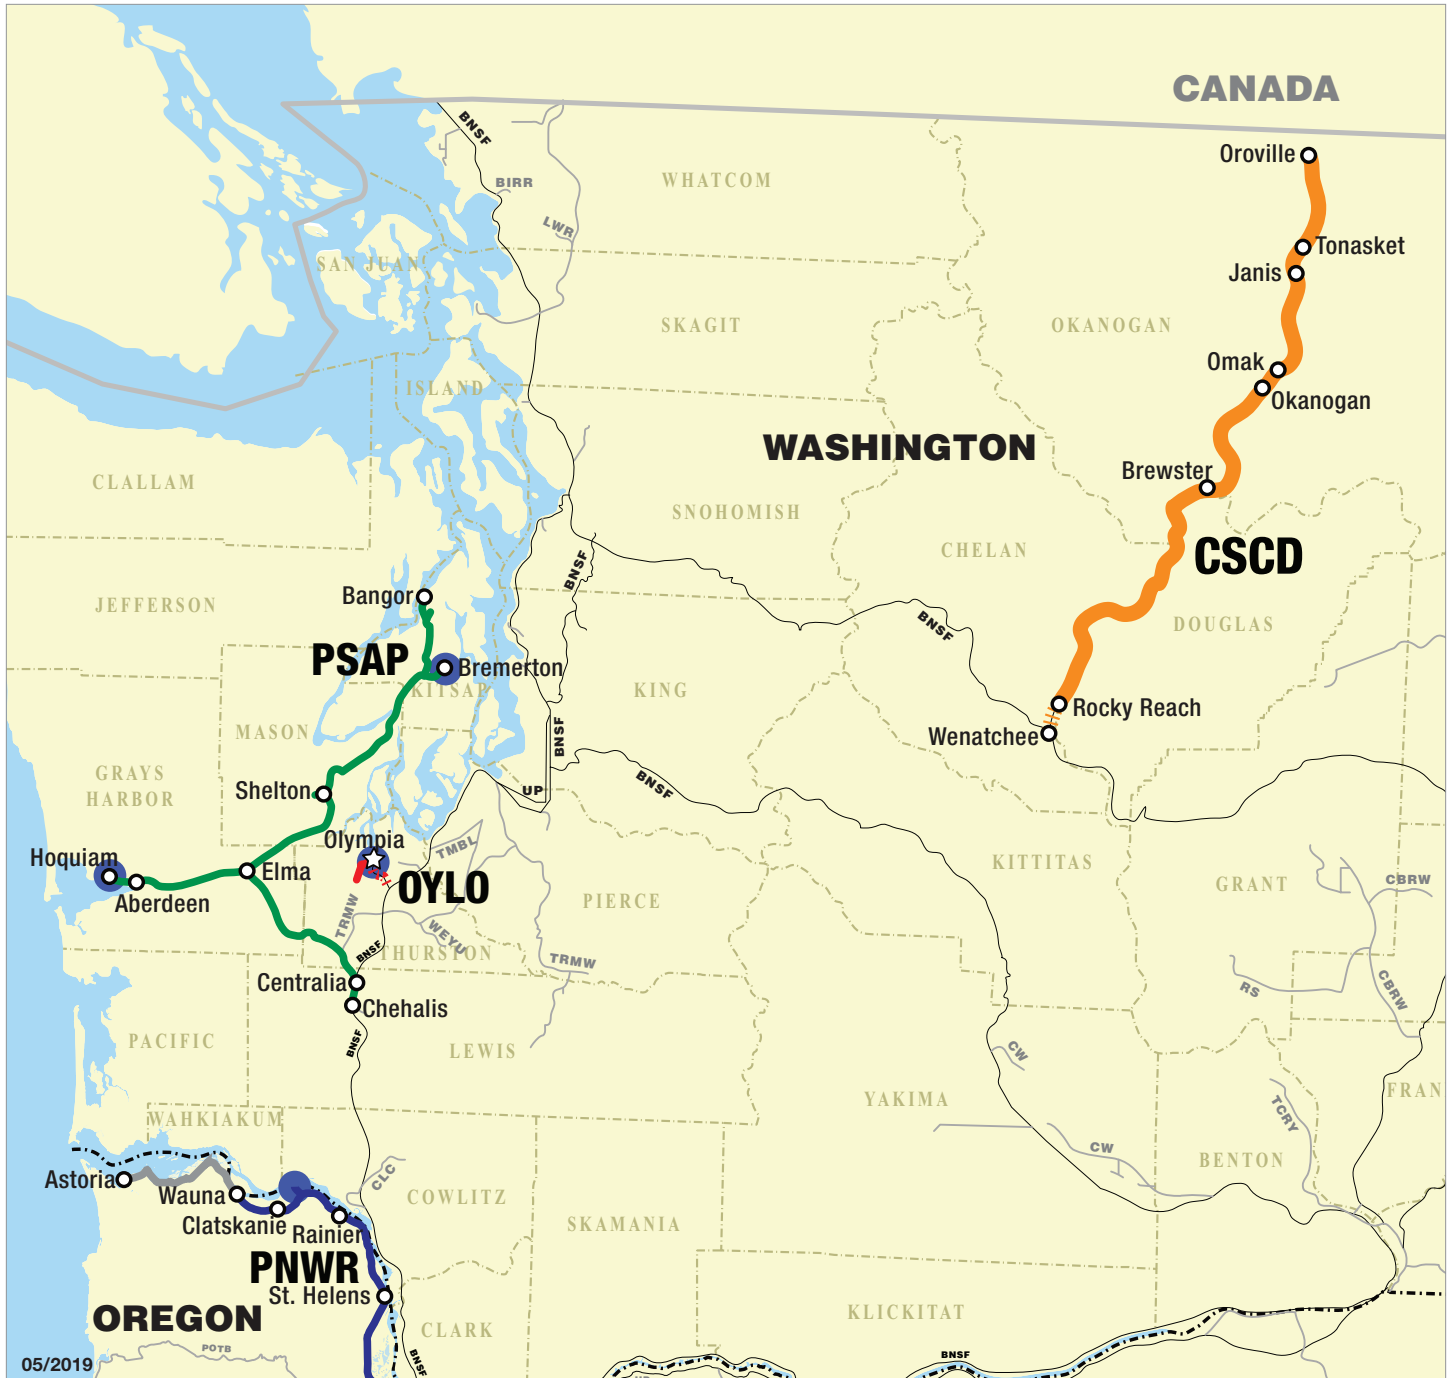 CANADA
Oroville
BNSF
WHATCOM
BIRR
LWR
Tonasket
SAN JUAN
Janis
SKAGIT
OKANOGAN
Omak
ISLAND
Okanogan
WASHINGTON
Brewster
CLALLAM
SNOHOMISH
CHELAN
CSCD
BNSF
Bangor
JEFFERSON
BNSF
DOUGLAS
PSAP
Bremerton
KITSAP
KING
Rocky Reach
MASON
BNSF
Wenatchee
GRAYS
HARBOR
BNSF
UP
Shelton
Olympia
TMBL
Hoquiam
Elma
KITTITAS
CBRW
GRANT
OYLO
Aberdeen
PIERCE
TRMW
WEYU
BNSF
THURSTON
TRMW
Centralia
RS
CBRW
Chehalis
PACIFIC
BNSF
LEWIS
CW
YAKIMA
FRAN
WAHKIAKUM
TCRY
CW
BENTON
Astoria
CLC
Wauna
COWLITZ
Clatskanie
SKAMANIA
Rainier
PNWR
St. Helens
OREGON
KLICKITAT
CLARK
POTB
BNSF
BNSF
05/2019